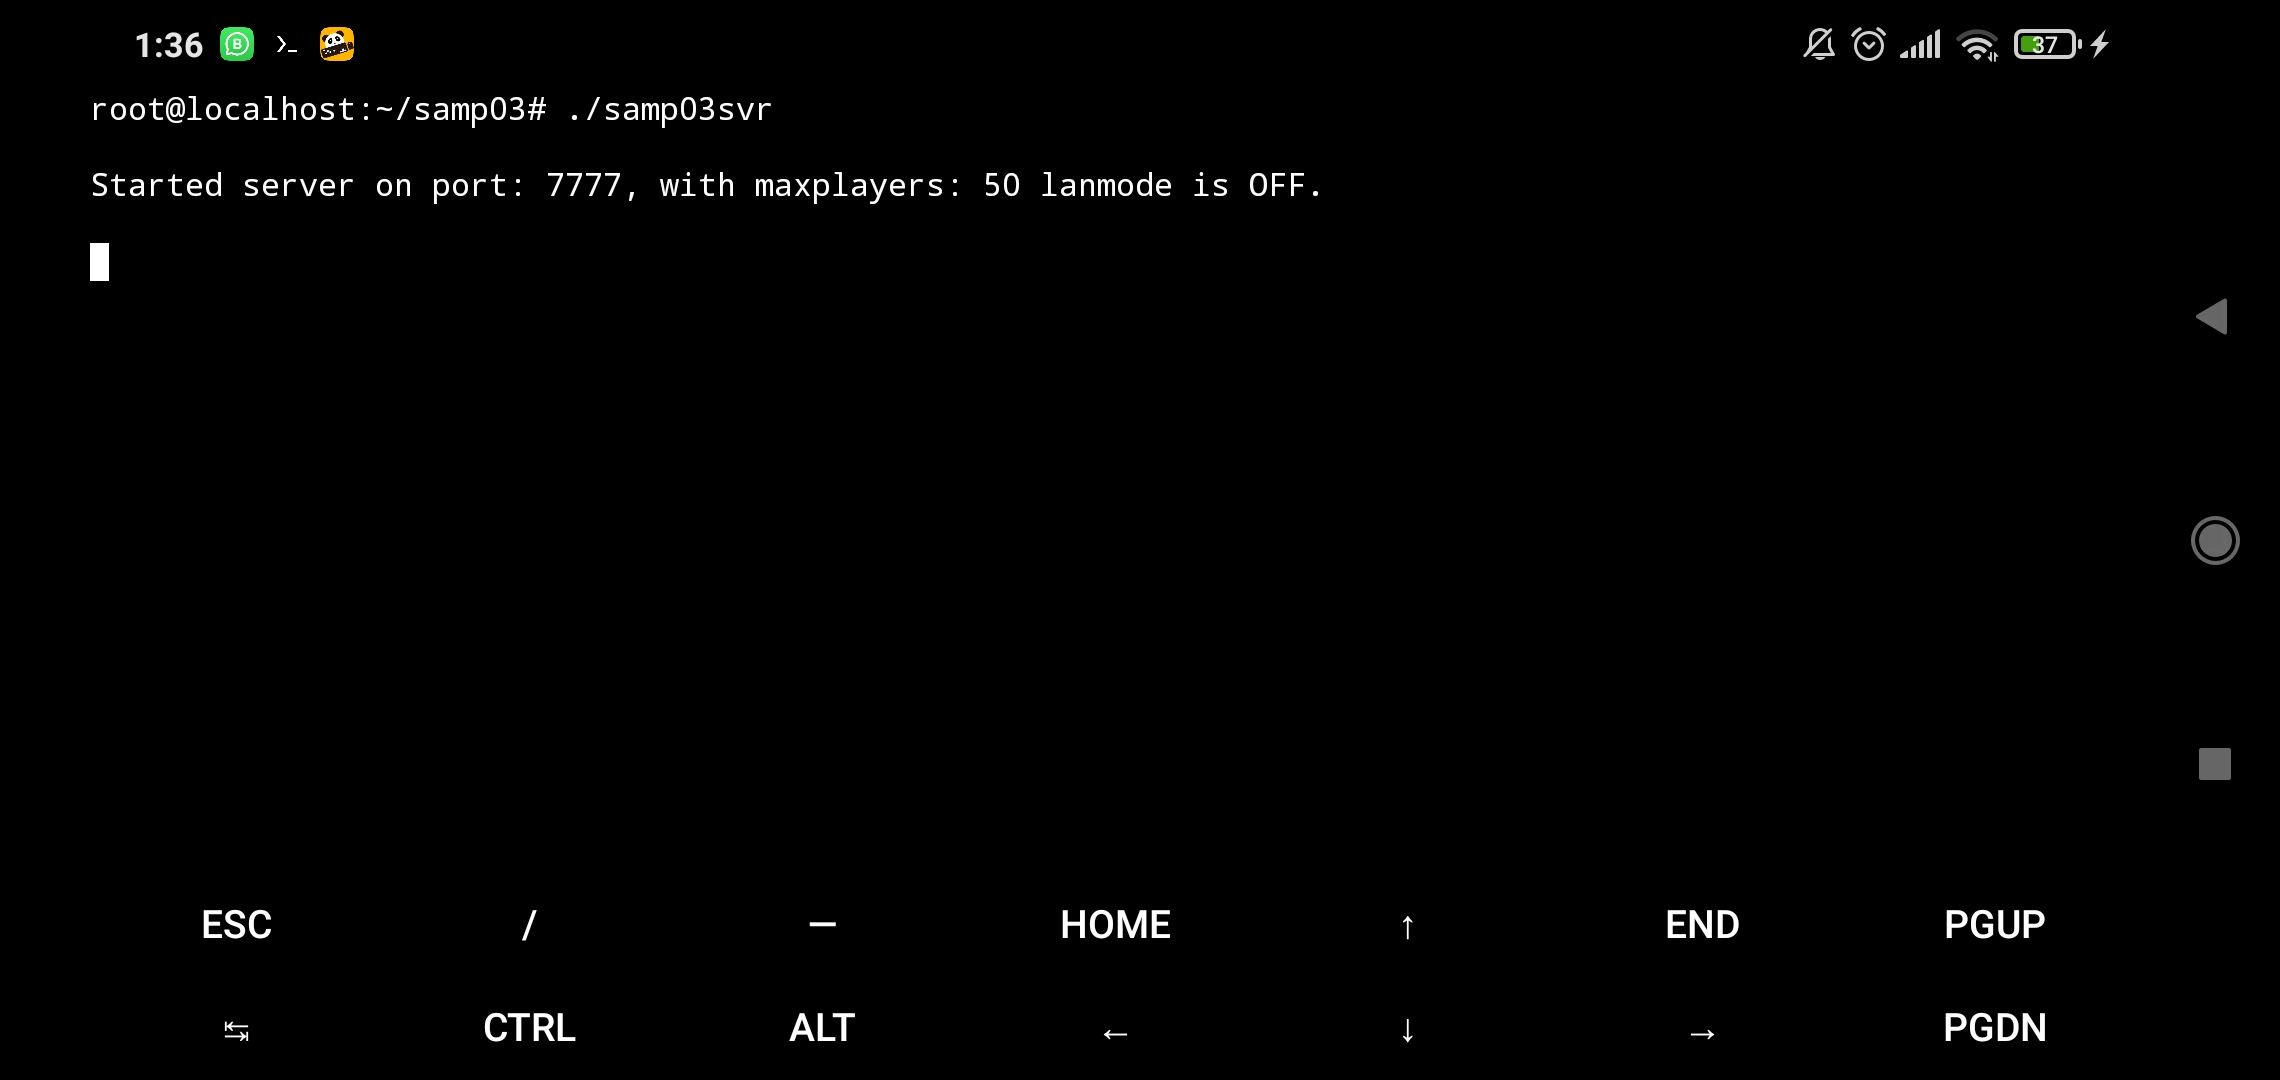 1:36
37
root@localhost:~/samp03# ./samp03svr
Started server on port: 7777, with maxplayers: 50 lanmode is OFF.
ESC / — HOME ↑ END PGUP
↹ CTRL ALT ← ↓ → PGDN